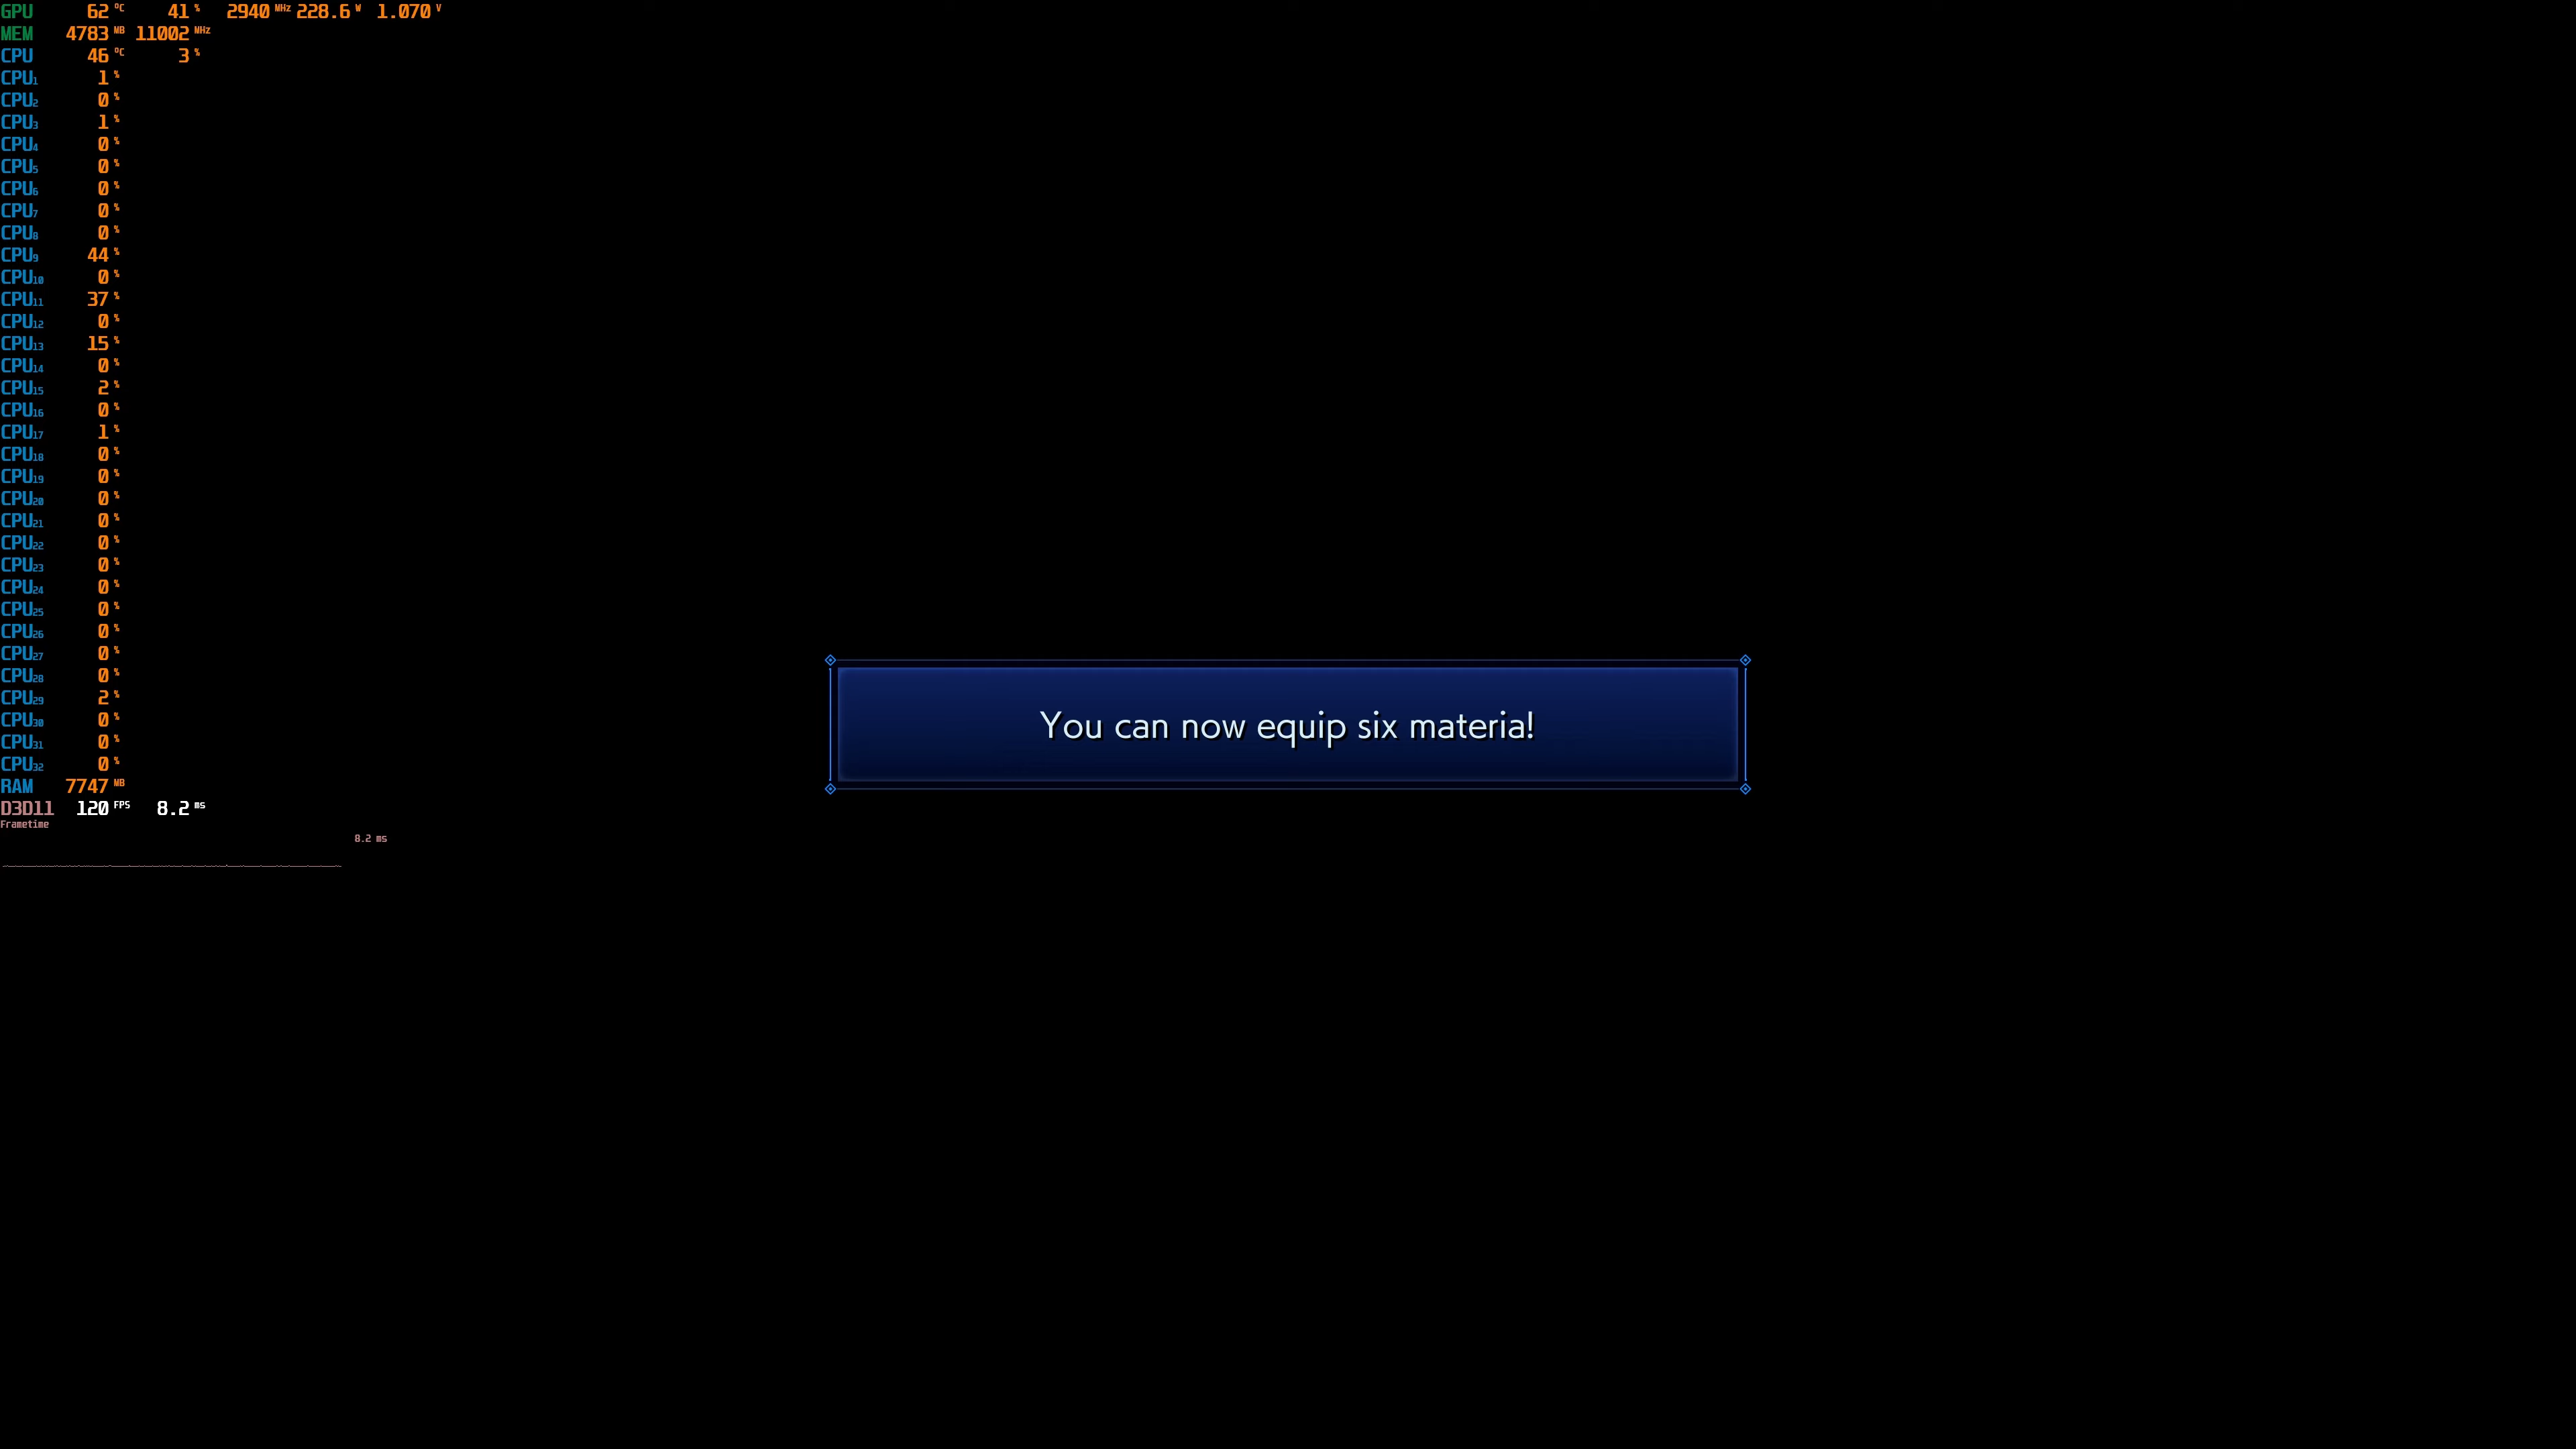 GPU 62 °C 41 % 2940 MHz 228.6 W 1.070 V
MEM 4783 MB 11002 MHz
CPU 46 °C 3 %
CPU1 1 %
CPU2 0 %
CPU3 1 %
CPU4 0 %
CPU5 0 %
CPU6 0 %
CPU7 0 %
CPU8 0 %
CPU9 44 %
CPU10 0 %
CPU11 37 %
CPU12 0 %
CPU13 15 %
CPU14 0 %
CPU15 2 %
CPU16 0 %
CPU17 1 %
CPU18 0 %
CPU19 0 %
CPU20 0 %
CPU21 0 %
CPU22 0 %
CPU23 0 %
CPU24 0 %
CPU25 0 %
CPU26 0 %
CPU27 0 %
CPU28 0 %
CPU29 2 %
CPU30 0 %
CPU31 0 %
CPU32 0 %
RAM 7747 MB
D3D11 120 FPS 8.2 ms
Frametime
8.2 ms
You can now equip six materia!